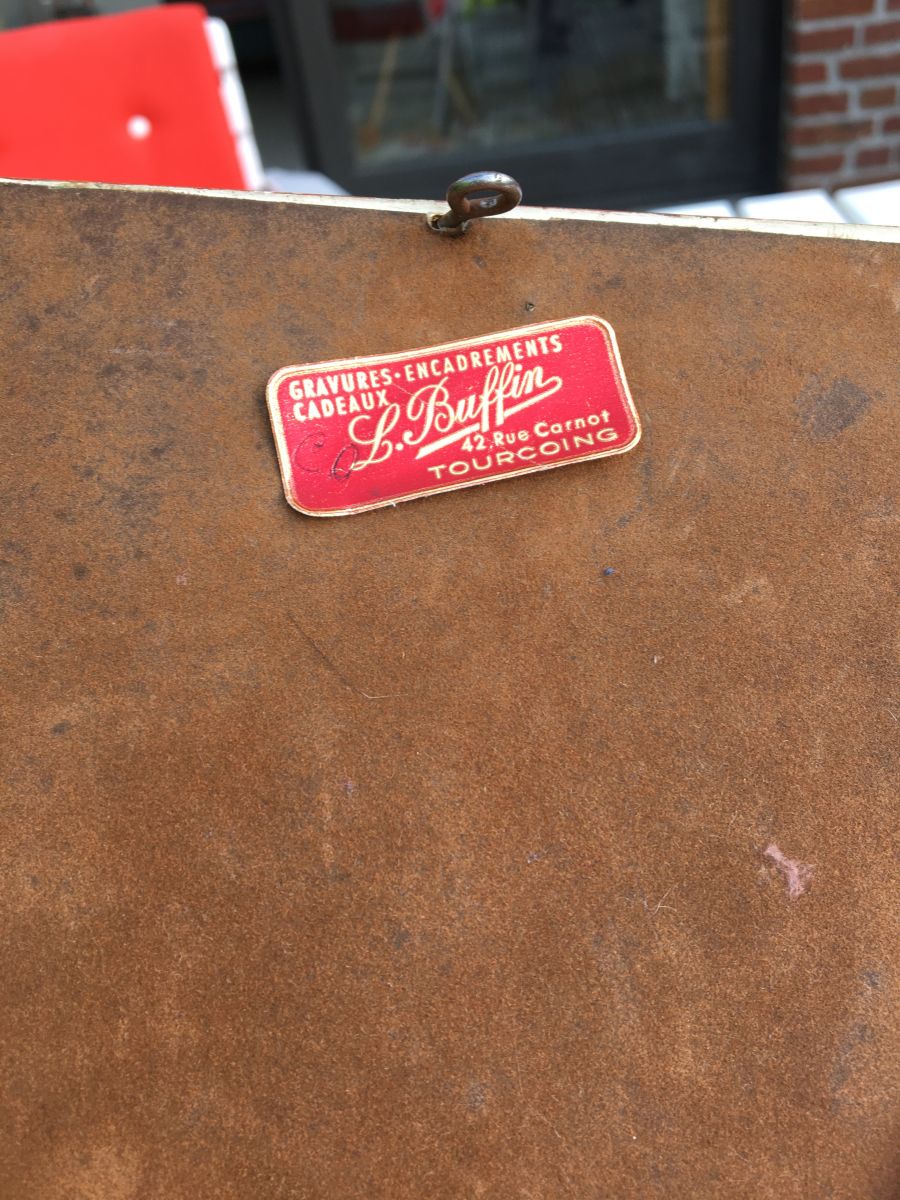 GRAVURES·ENCADREMENTS
CADEAUX
L. Buffin
42, Rue Carnot
TOURCOING